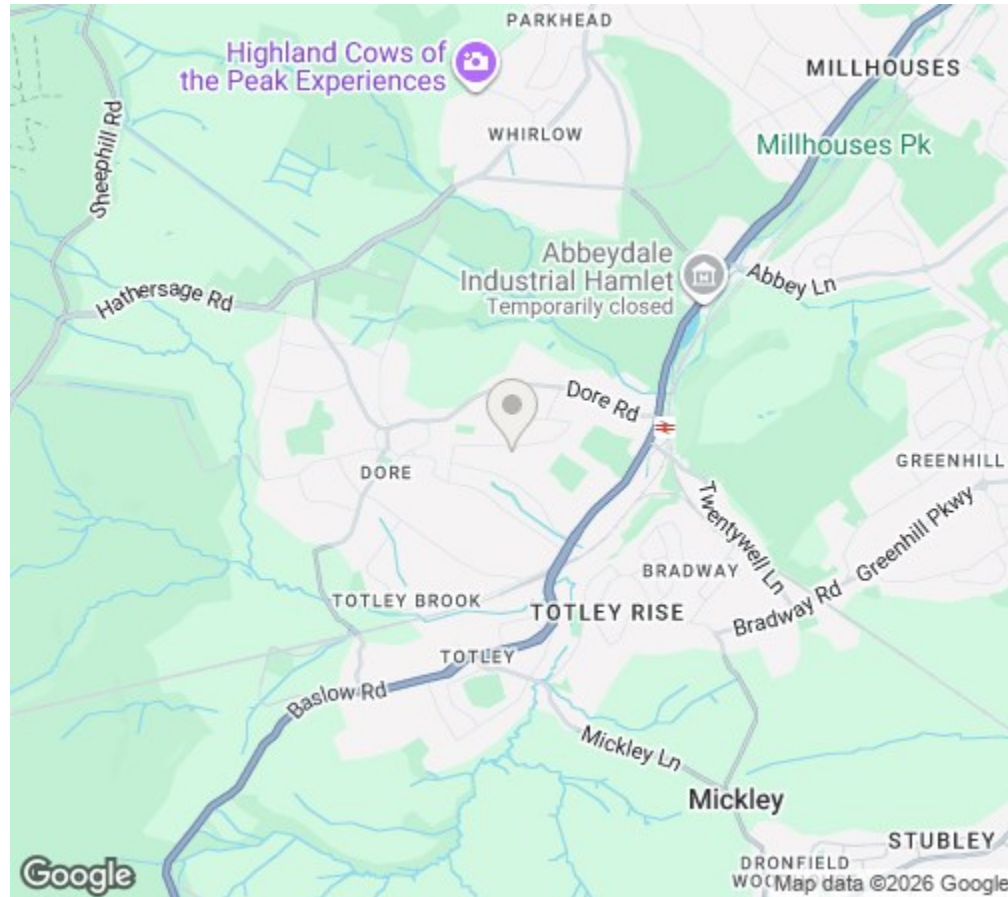 PARKHEAD
Highland Cows of
the Peak Experiences
MILLHOUSES
WHIRLOW
Millhouses Pk
Sheephill Rd
Abbeydale
Industrial Hamlet
Temporarily closed
Abbey Ln
Hathersage Rd
Dore Rd
DORE
GREENHILL
Twentywell Ln
Greenhill Pkwy
BRADWAY
TOTLEY BROOK
TOTLEY RISE
Bradway Rd
TOTLEY
Baslow Rd
Mickley Ln
Mickley
STUBLEY
DRONFIELD
Google
Map data ©2026 Google